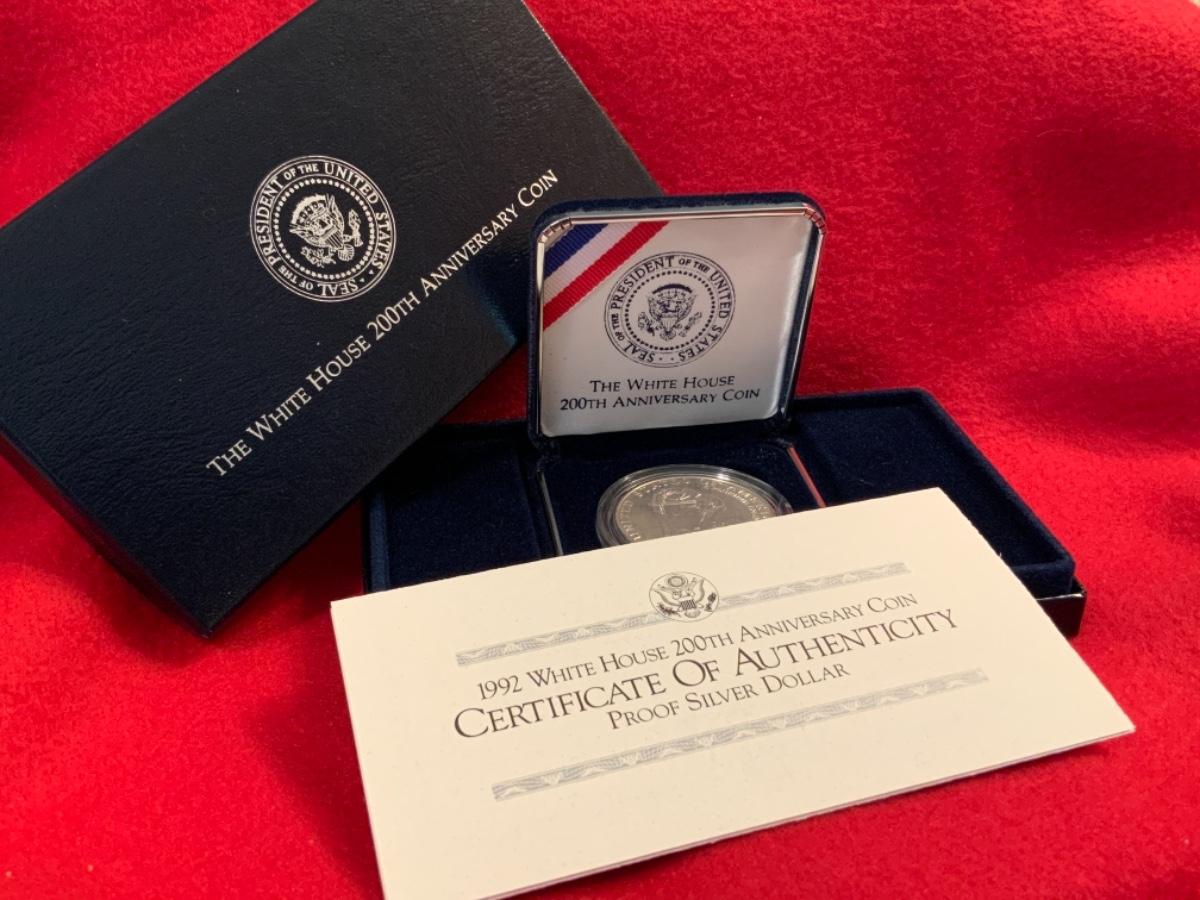 SEAL OF THE PRESIDENT OF THE UNITED STATES
THE WHITE HOUSE 200TH ANNIVERSARY COIN
SEAL OF THE PRESIDENT OF THE UNITED STATES
THE WHITE HOUSE
200TH ANNIVERSARY COIN
1992 WHITE HOUSE 200TH ANNIVERSARY COIN
CERTIFICATE OF AUTHENTICITY
PROOF SILVER DOLLAR